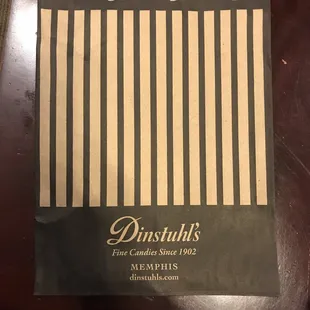 Dinstuhl's
Fine Candies Since 1902
MEMPHIS
dinstuhls.com